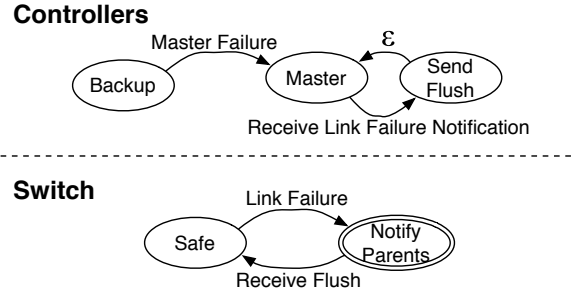 Controllers
Master Failure
ε
Backup
Master
Send
Flush
Receive Link Failure Notification
Switch
Link Failure
Safe
Notify
Parents
Receive Flush